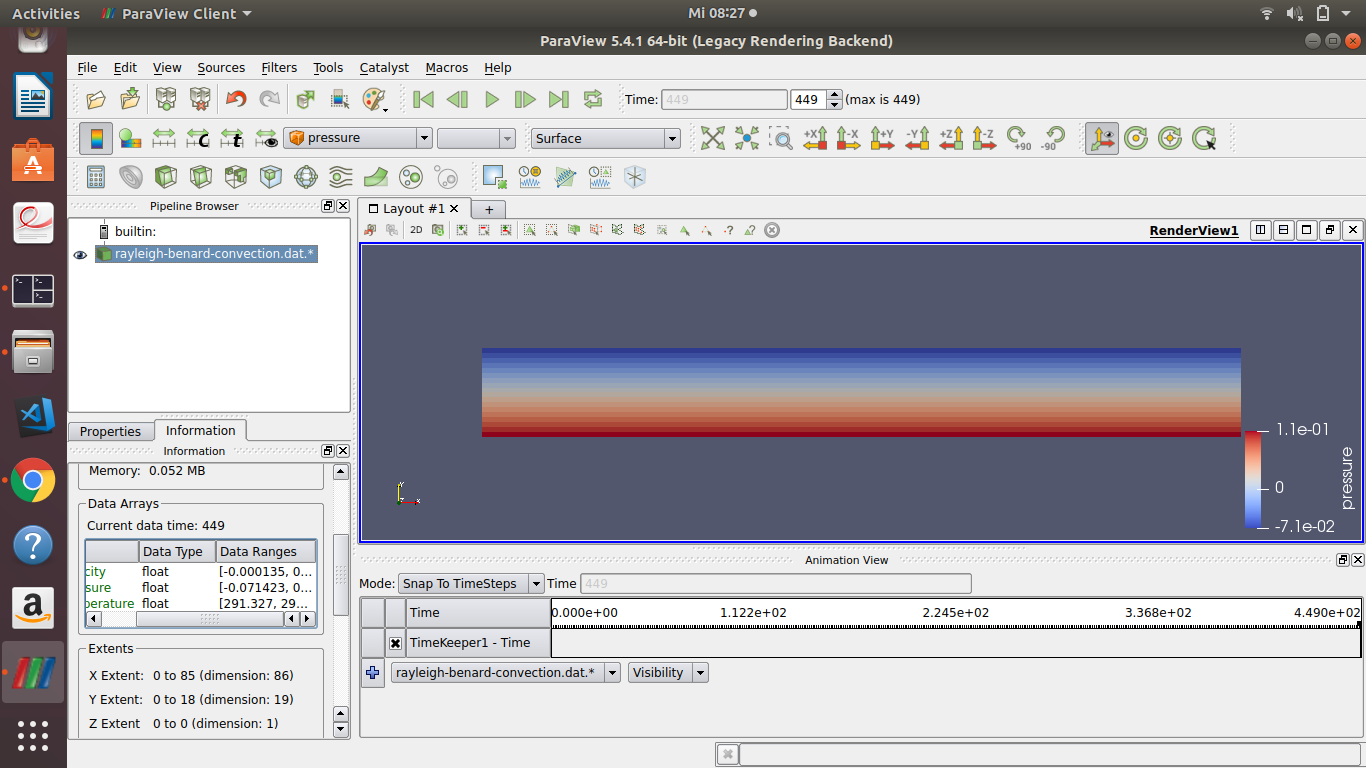 Activities ParaView Client Mi 08:27
ParaView 5.4.1 64-bit (Legacy Rendering Backend)
File Edit View Sources Filters Tools Catalyst Macros Help
Time: 449 449 (max is 449)
pressure Surface +X -X +Y -Y +Z -Z +90 -90
Pipeline Browser
Layout #1
builtin:
2D RenderView1
rayleigh-benard-convection.dat.*
Properties Information
Information
Memory: 0.052 MB
Data Arrays
Current data time: 449
Data Type Data Ranges
city float [-0.000135, 0...
sure float [-0.071423, 0...
perature float [291.327, 29...
Extents
X Extent: 0 to 85 (dimension: 86)
Y Extent: 0 to 18 (dimension: 19)
Z Extent 0 to 0 (dimension: 1)
1.1e-01
0
-7.1e-02
pressure
Y
Z X
Animation View
Mode: Snap To TimeSteps Time 449
Time 0.000e+00 1.122e+02 2.245e+02 3.368e+02 4.490e+02
TimeKeeper1 - Time
rayleigh-benard-convection.dat.* Visibility